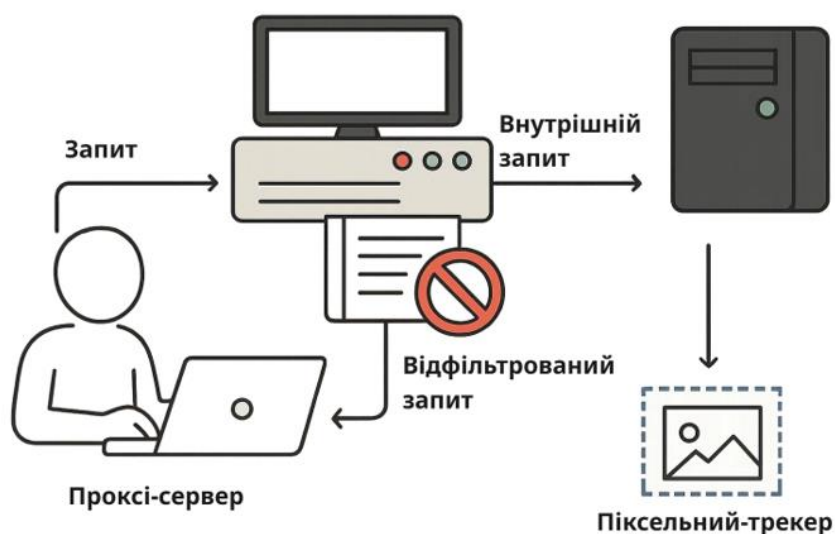 Запит
Внутрішній
запит
Відфільтрований
запит
Проксі-сервер
Піксельний-трекер